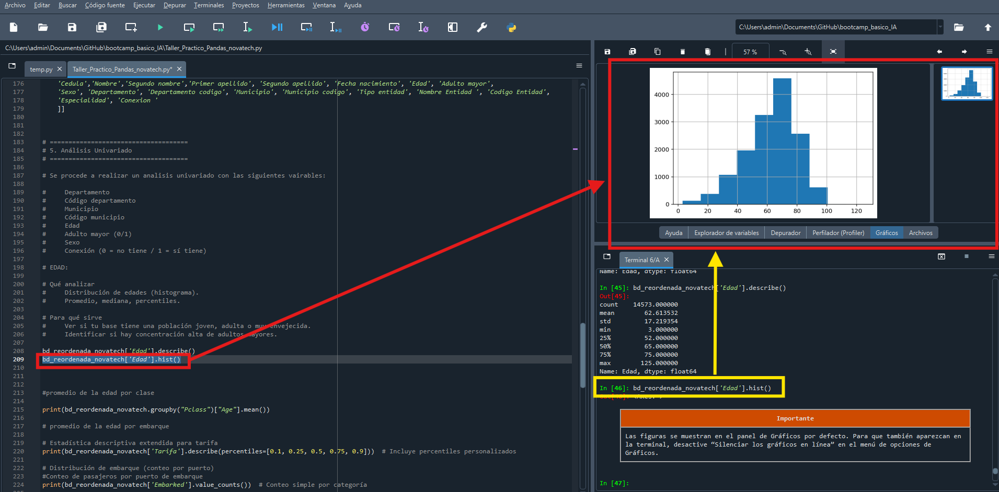 Archivo Editar Buscar Código fuente Ejecutar Depurar Terminales Proyectos Herramientas Ventana Ayuda
C:\Users\admin\Documents\GitHub\bootcamp_basico_IA
C:\Users\admin\Documents\GitHub\bootcamp_basico_IA\Taller_Practico_Pandas_novatech.py
temp.py
Taller_Practico_Pandas_novatech.py*
176 'Cedula','Nombre','Segundo nombre','Primer apellido', 'Segundo apellido', 'Fecha nacimiento', 'Edad', 'Adulto mayor',
177 'Sexo', 'Departamento', 'Departamento codigo', 'Municipio', 'Municipio codigo', 'Tipo entidad', 'Nombre Entidad ', 'Codigo Entidad',
178 'Especialidad', 'Conexion '
179 ]]
180
181
182
183 # =====================================
184 # 5. Análisis Univariado
185 # =====================================
186
187 # Se procede a realizar un analisis univariado con las siguientes vairables:
188
189 # Departamento
190 # Código departamento
191 # Municipio
192 # Código municipio
193 # Edad
194 # Adulto mayor (0/1)
195 # Sexo
196 # Conexión (0 = no tiene / 1 = sí tiene)
197
198 # EDAD:
199
200 # Qué analizar
201 # Distribución de edades (histograma).
202 # Promedio, mediana, percentiles.
203
204 # Para qué sirve
205 # Ver si tu base tiene una población joven, adulta o muy envejecida.
206 # Identificar si hay concentración alta de adultos mayores.
207
208 bd_reordenada_novatech['Edad'].describe()
209 bd_reordenada_novatech['Edad'].hist()
210
211
212
213 #promedio de la edad por clase
214
215 print(bd_reordenada_novatech.groupby("Pclass")["Age"].mean())
216
217 # promedio de la edad por embarque
218
219 # Estadística descriptiva extendida para tarifa
220 print(bd_reordenada_novatech['Tarifa'].describe(percentiles=[0.1, 0.25, 0.5, 0.75, 0.9])) # Incluye percentiles personalizados
221
222 # Distribución de embarque (conteo por puerto)
223 #Conteo de pasajeros por puerto de embarque
224 print(bd_reordenada_novatech['Embarked'].value_counts()) # Conteo simple por categoría
57 %
4000
3000
2000
1000
0
0 20 40 60 80 100 120
Ayuda Explorador de variables Depurador Perfilador (Profiler) Gráficos Archivos
Terminal 6/A
Name: Edad, dtype: float64
In [45]: bd_reordenada_novatech['Edad'].describe()
Out[45]:
count 14573.000000
mean 62.613532
std 17.219354
min 3.000000
25% 52.000000
50% 65.000000
75% 75.000000
max 125.000000
Name: Edad, dtype: float64
In [46]: bd_reordenada_novatech['Edad'].hist()
Importante
Las figuras se muestran en el panel de Gráficos por defecto. Para que también aparezcan en
la terminal, desactive “Silenciar los gráficos en línea” en el menú de opciones de
Gráficos.
In [47]: